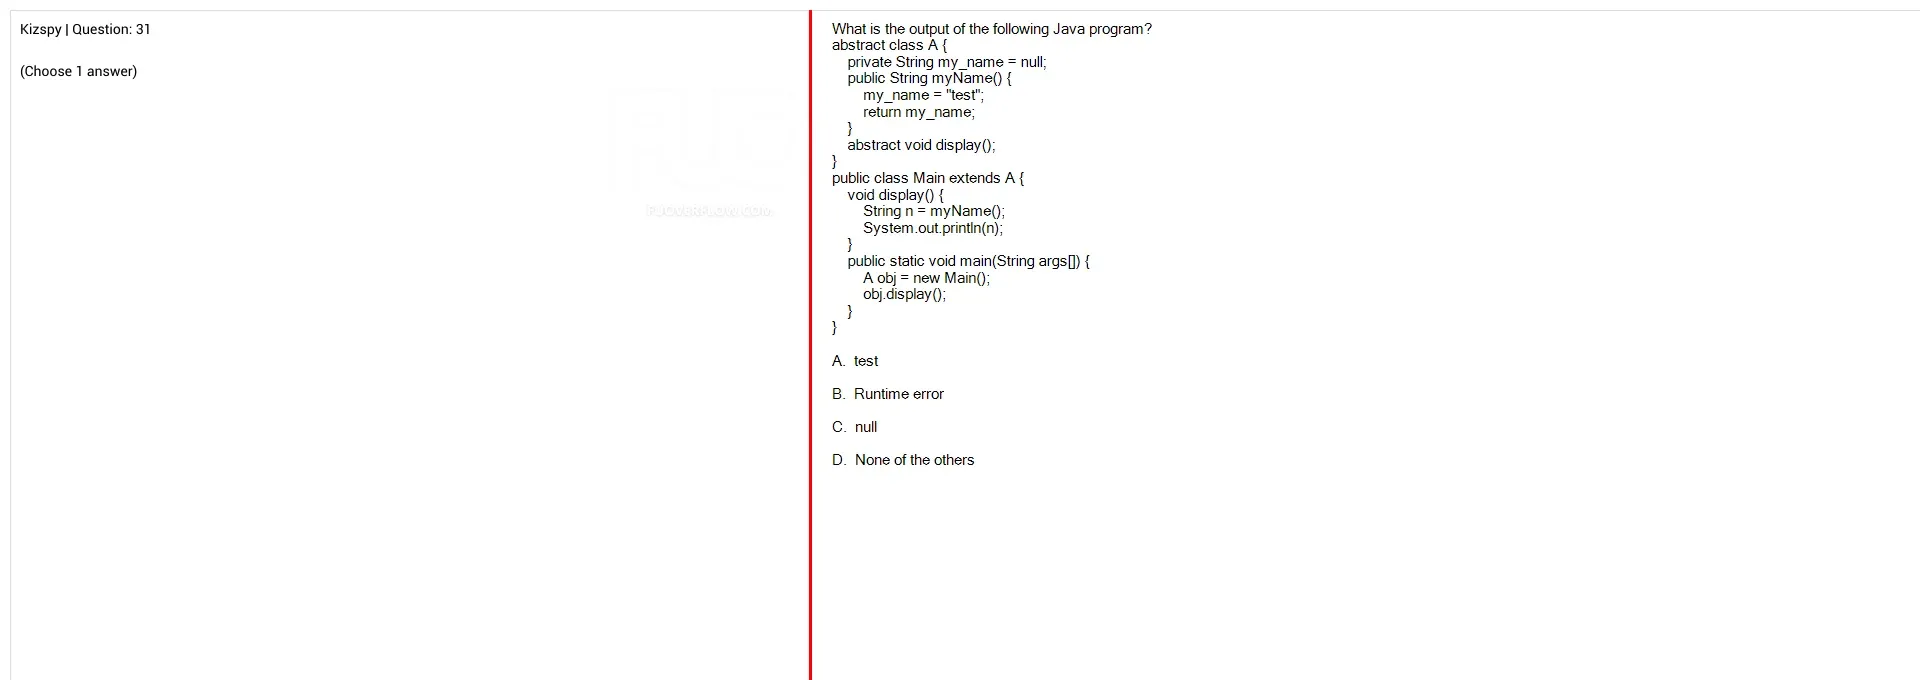 Kizspy | Question: 31
(Choose 1 answer)
FUOVERFLOW.COM
What is the output of the following Java program?
abstract class A {
private String my_name = null;
public String myName() {
my_name = "test";
return my_name;
}
abstract void display();
}
public class Main extends A {
void display() {
String n = myName();
System.out.println(n);
}
public static void main(String args[]) {
A obj = new Main();
obj.display();
}
}
A. test
B. Runtime error
C. null
D. None of the others